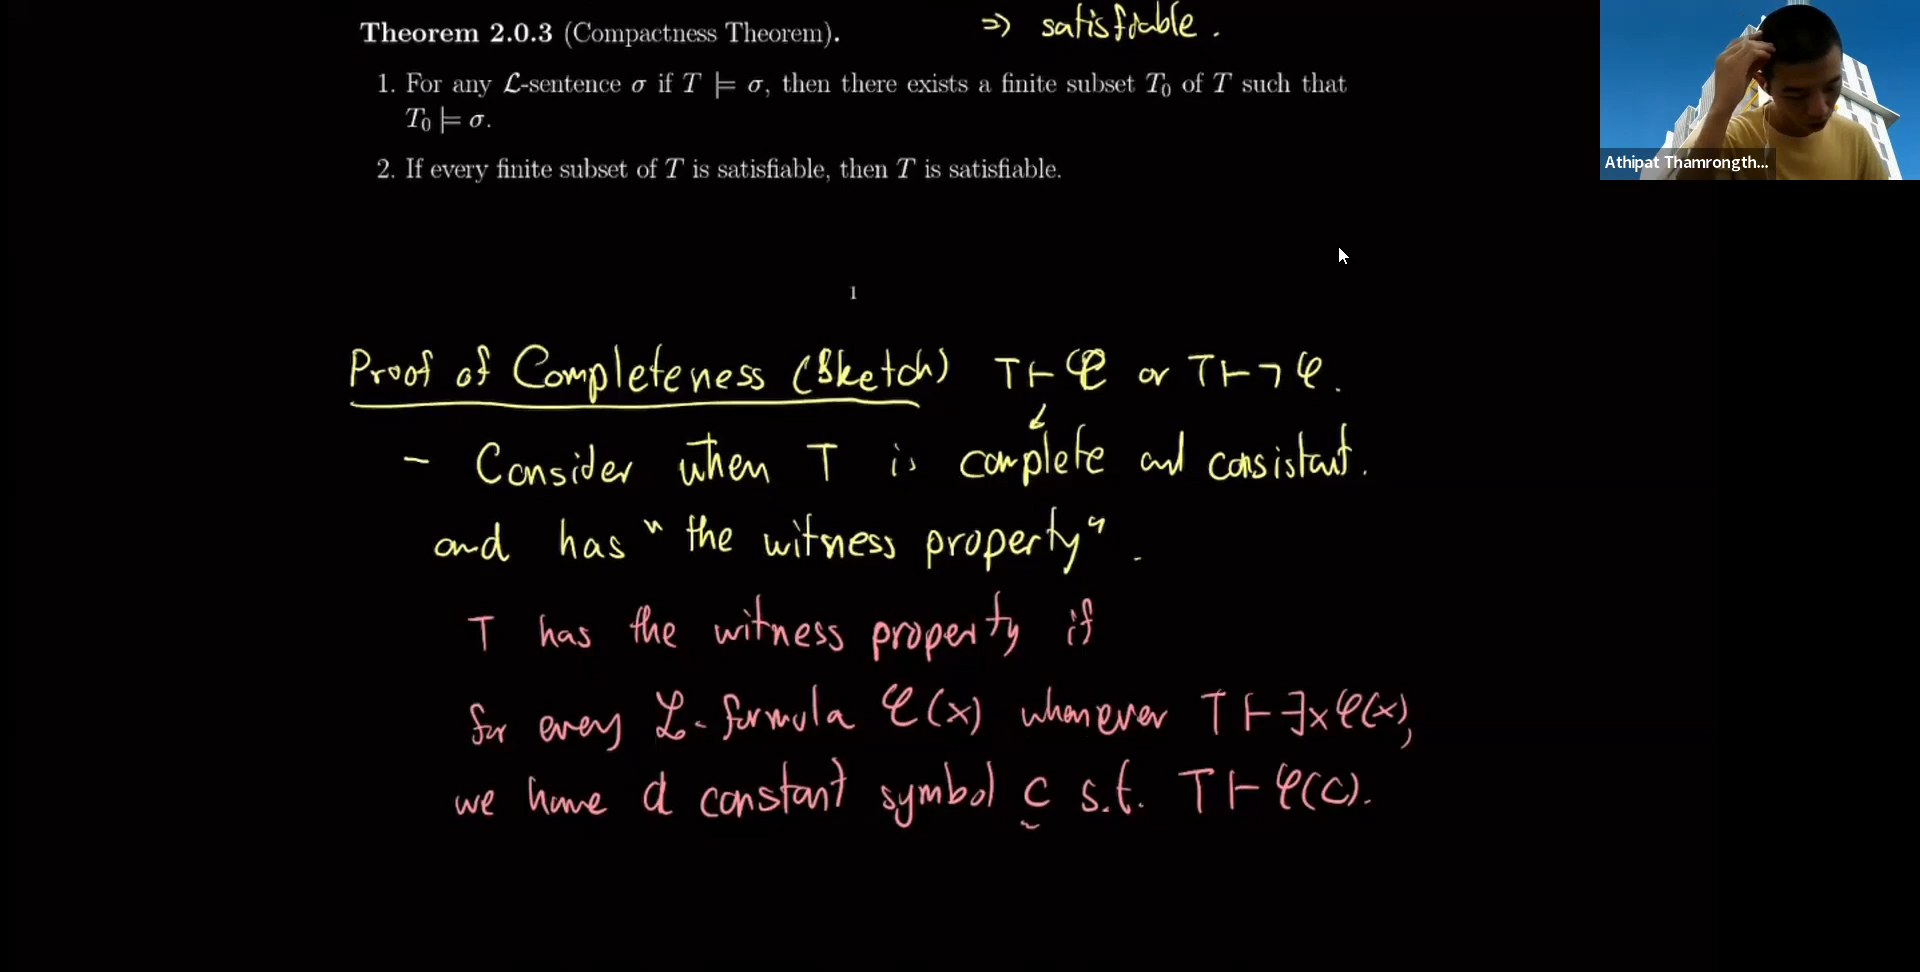 Theorem 2.0.3 (Compactness Theorem).
⇒ satisfiable.
1. For any ℒ-sentence σ if T ⊨ σ, then there exists a finite subset T₀ of T such that
T₀ ⊨ σ.
2. If every finite subset of T is satisfiable, then T is satisfiable.
Athipat Thamrongth...
1
Proof of Completeness (Sketch) T ⊢ φ or T ⊢ ¬ φ.
- Consider when T is complete and consistant.
and has "the witness property".
T has the witness property if
for every ℒ-formula φ(x) whenever T ⊢ ∃x φ(x),
we have a constant symbol c s.t. T ⊢ φ(c).